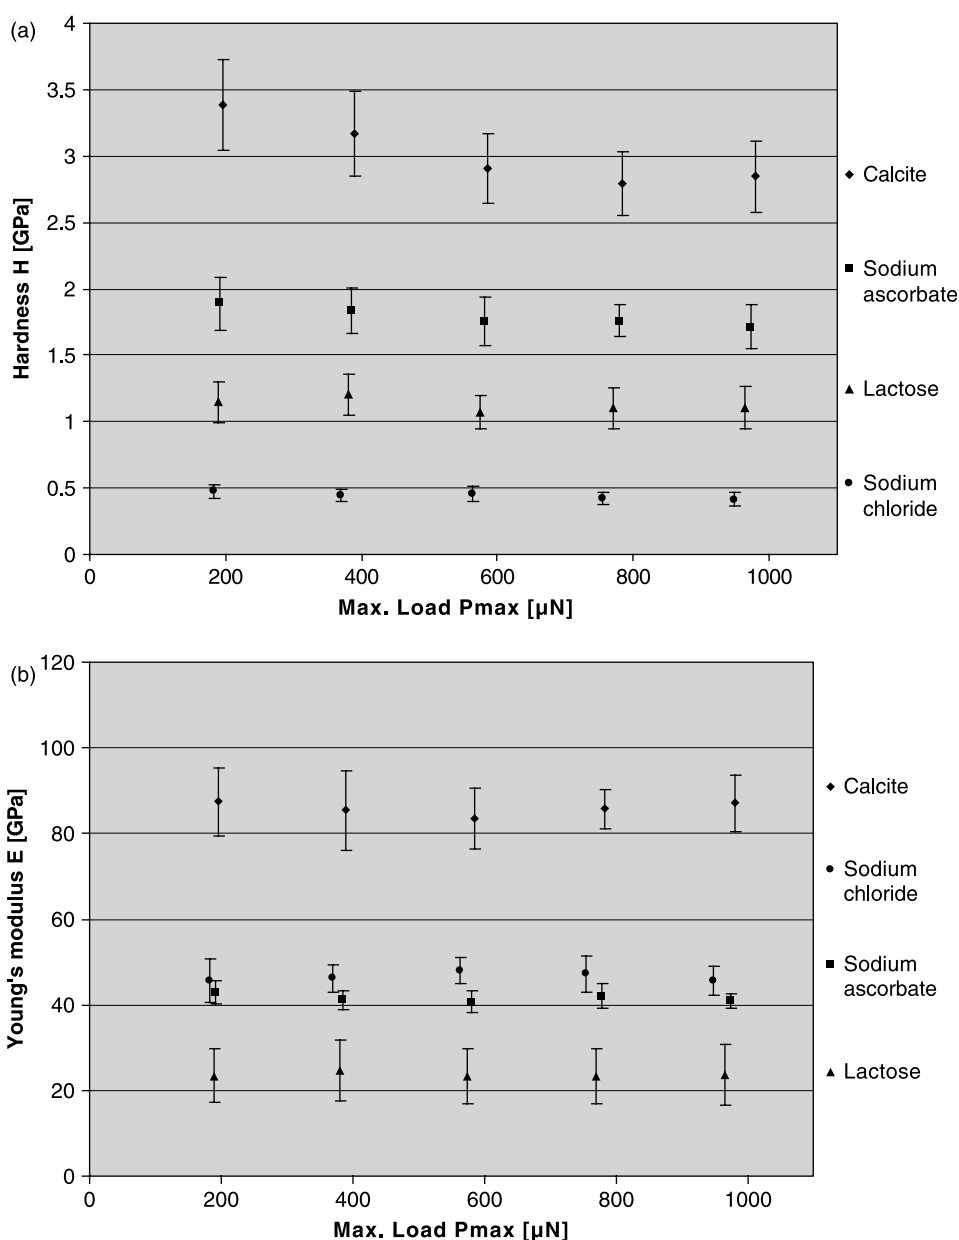 (a)
4
3.5
3
2.5
2
1.5
1
0.5
0
Hardness H [GPa]
0 200 400 600 800 1000
Max. Load Pmax [µN]
Calcite
Sodium
ascorbate
Lactose
Sodium
chloride
(b)
120
100
80
60
40
20
0
Young's modulus E [GPa]
0 200 400 600 800 1000
Max. Load Pmax [µN]
Calcite
Sodium
chloride
Sodium
ascorbate
Lactose